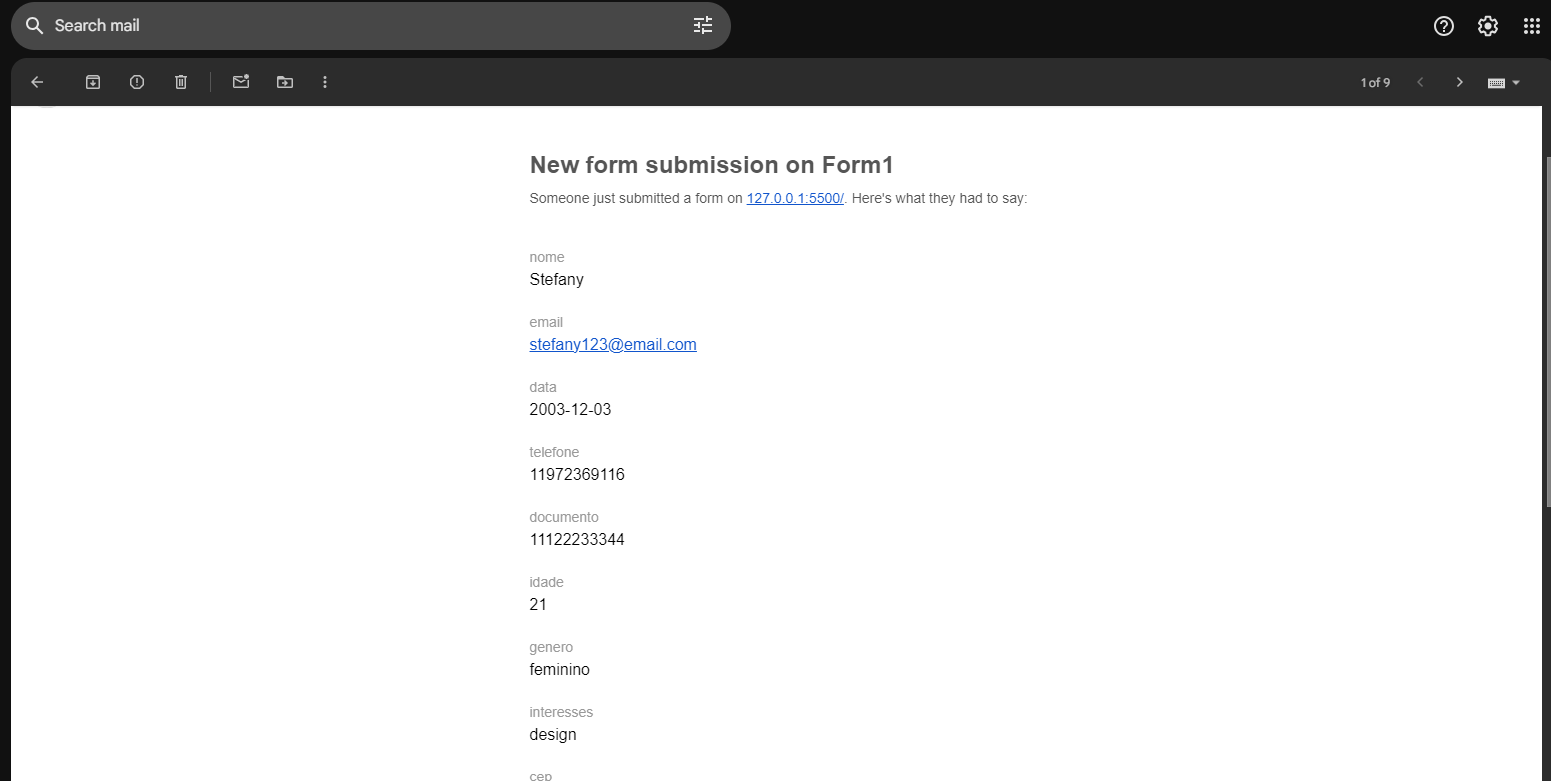 Search mail
1 of 9
New form submission on Form1
Someone just submitted a form on 127.0.0.1:5500/. Here's what they had to say:
nome
Stefany
email
stefany123@email.com
data
2003-12-03
telefone
11972369116
documento
11122233344
idade
21
genero
feminino
interesses
design
cep